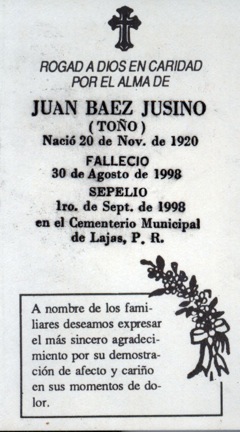 ROGAD A DIOS EN CARIDAD
POR EL ALMA DE
JUAN BAEZ JUSINO
(TOÑO)
Nació 20 de Nov. de 1920
FALLECIO
30 de Agosto de 1998
SEPELIO
1ro. de Sept. de 1998
en el Cementerio Municipal
de Lajas, P. R.
A nombre de los fami-
liares deseamos expresar
el más sincero agradeci-
miento por su demostra-
ción de afecto y cariño
en sus momentos de do-
lor.